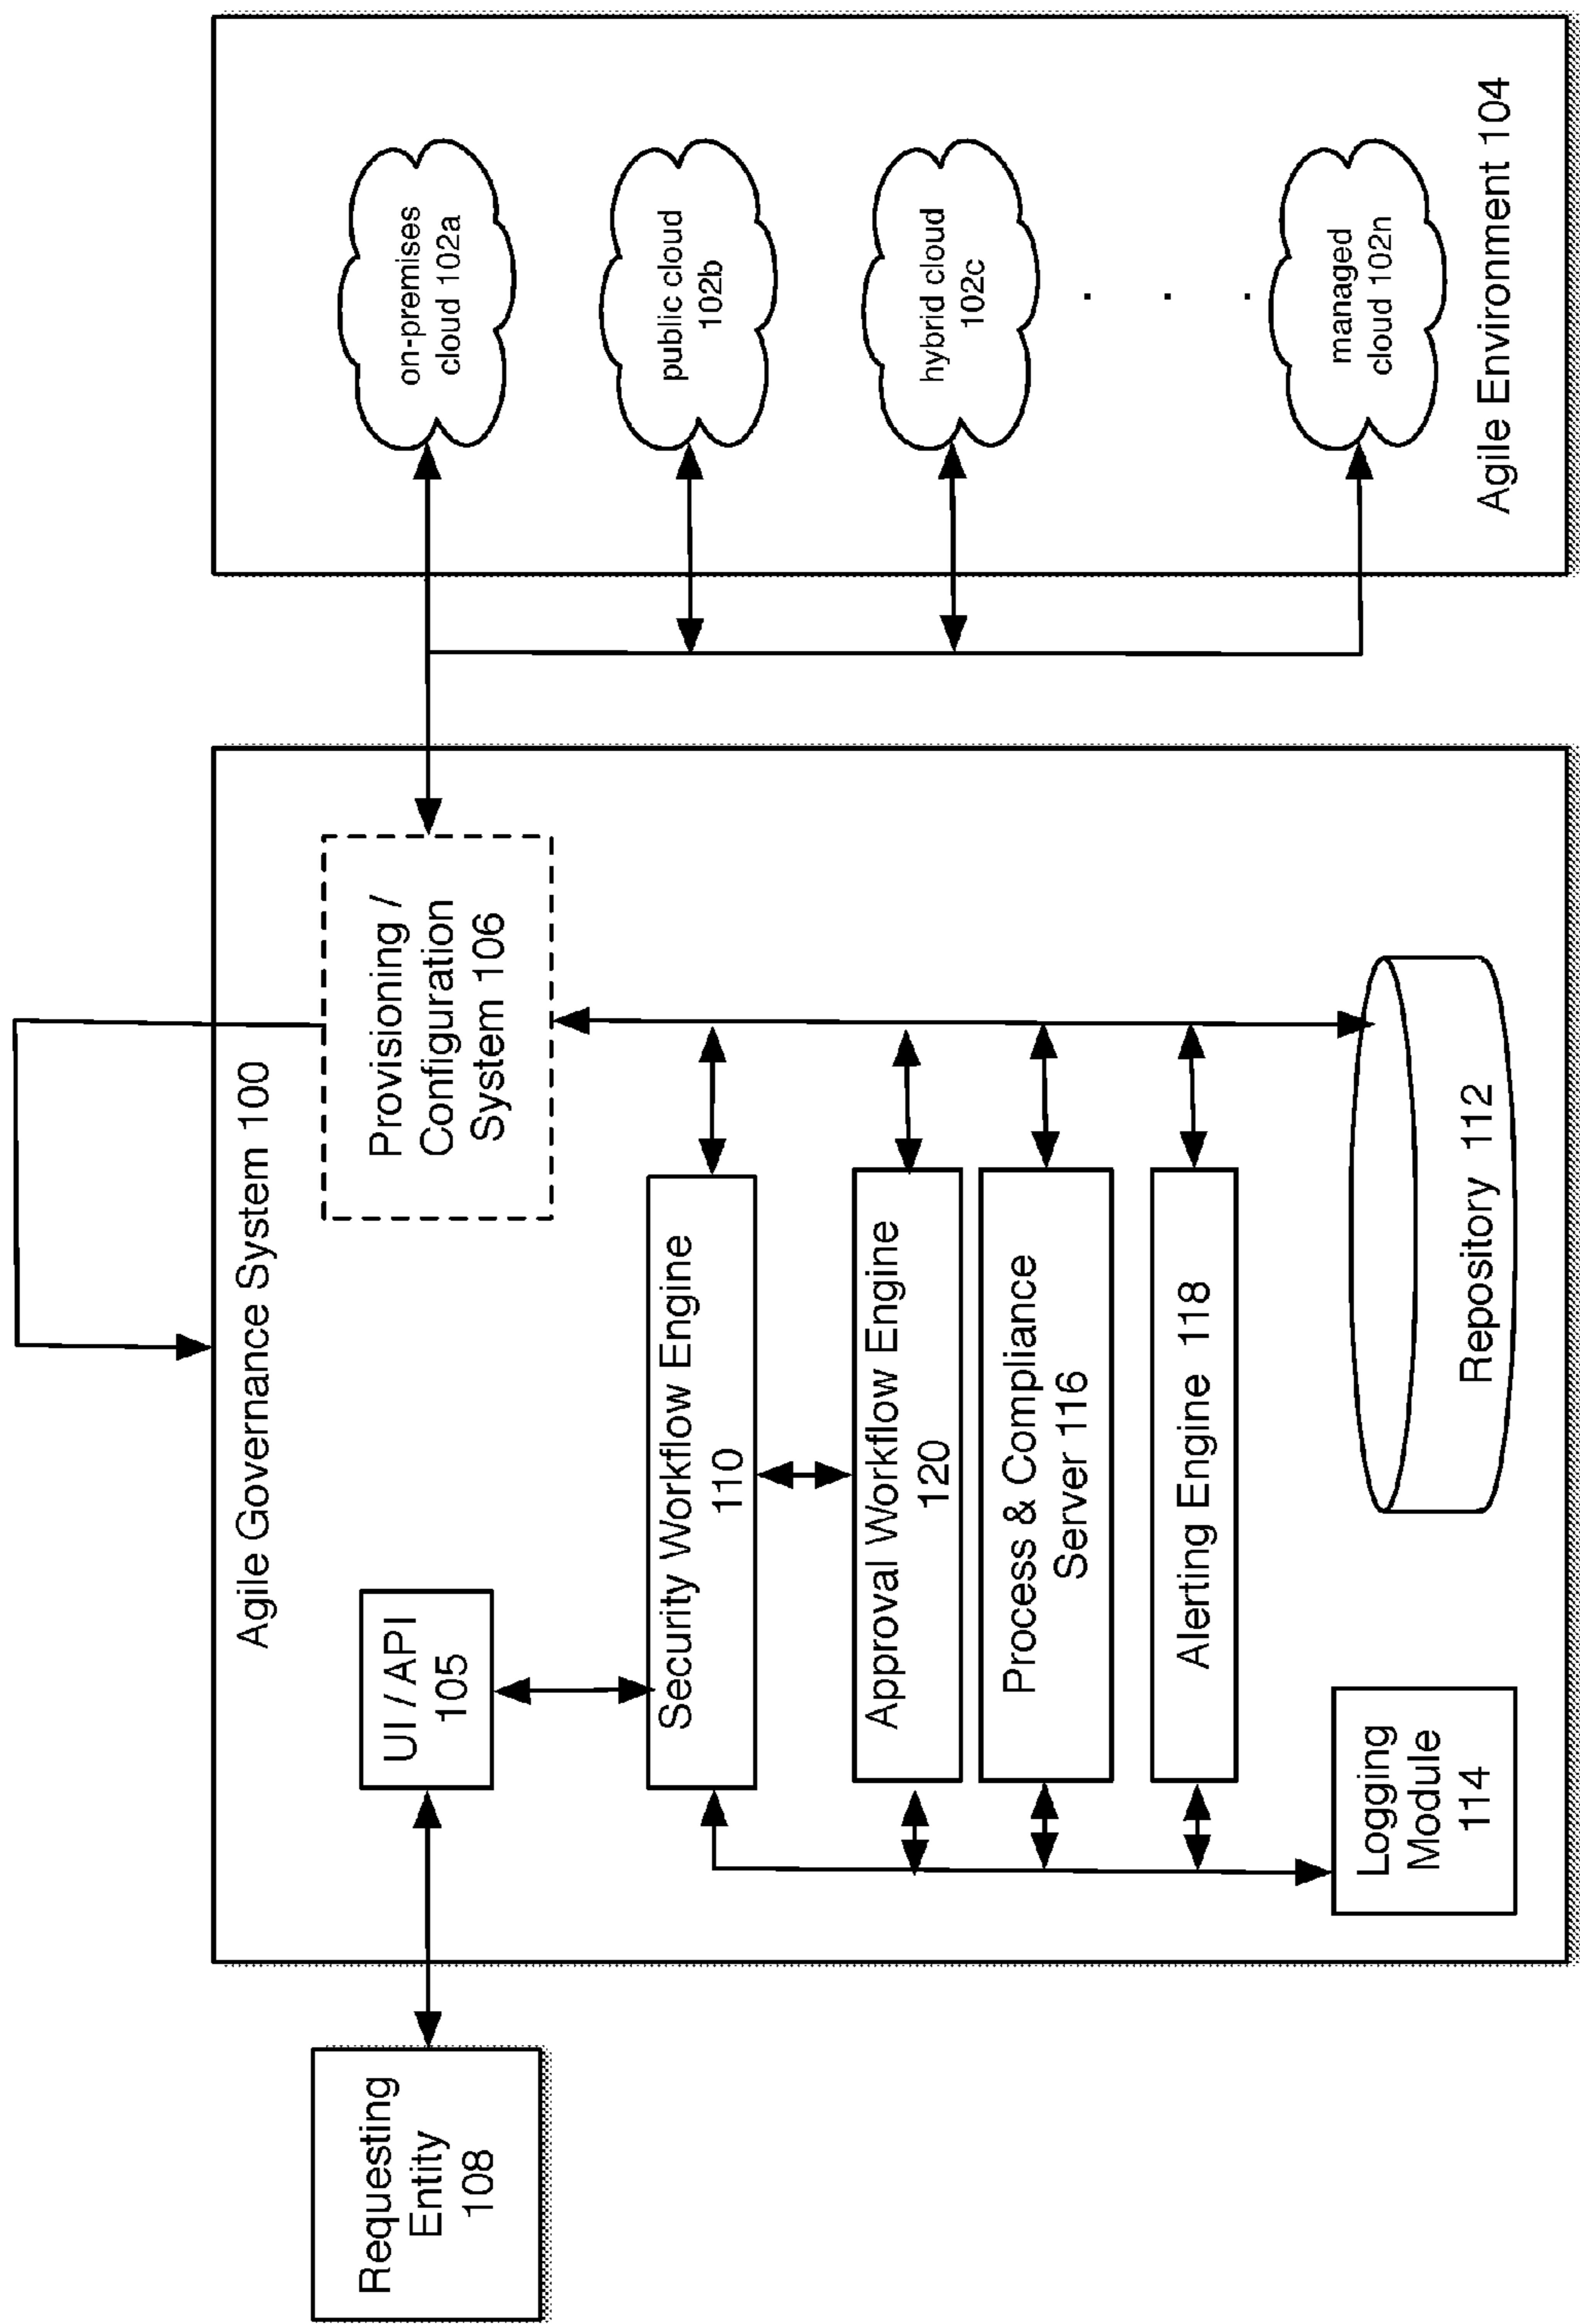 Requesting
Entity
108
Agile Governance System 100
UI / API
105
Provisioning /
Configuration
System 106
Security Workflow Engine
110
Approval Workflow Engine
120
Process & Compliance
Server 116
Alerting Engine 118
Logging
Module
114
Repository 112
on-premises
cloud 102a
public cloud
102b
hybrid cloud
102c
. . .
managed
cloud 102n
Agile Environment 104